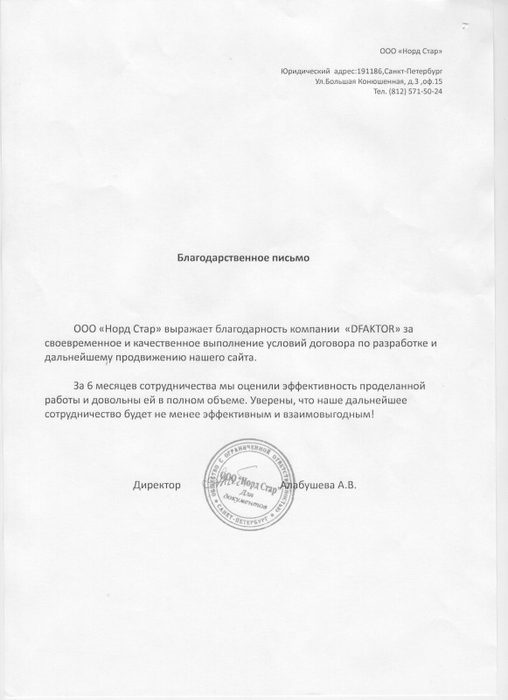 ООО «Норд Стар»
Юридический адрес:191186,Санкт-Петербург
Ул.Большая Конюшенная, д.3 ,оф.15
Тел. (812) 571-50-24
Благодарственное письмо
ООО «Норд Стар» выражает благодарность компании «DFAKTOR» за
своевременное и качественное выполнение условий договора по разработке и
дальнейшему продвижению нашего сайта.
За 6 месяцев сотрудничества мы оценили эффективность проделанной
работы и довольны ей в полном объеме. Уверены, что наше дальнейшее
сотрудничество будет не менее эффективным и взаимовыгодным!
Директор
Алабушева А.В.
ОБЩЕСТВО С ОГРАНИЧЕННОЙ ОТВЕТСТВЕННОСТЬЮ
ООО "Норд Стар"
Для
документов
САНКТ-ПЕТЕРБУРГ